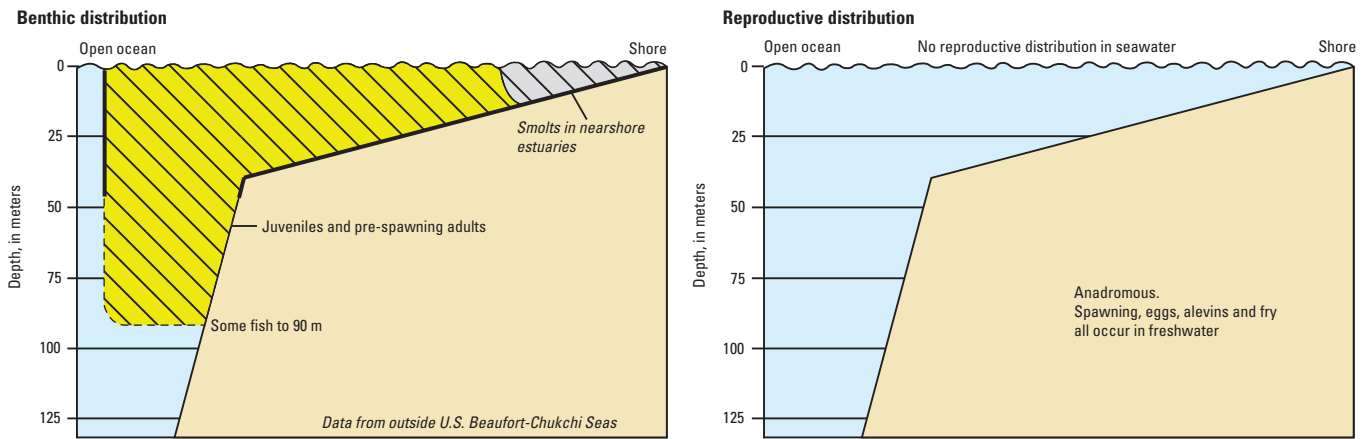 Benthic distribution
Open ocean
Shore
0
25
50
75
100
125
Depth, in meters
Smolts in nearshore
estuaries
Juveniles and pre-spawning adults
Some fish to 90 m
Data from outside U.S. Beaufort-Chukchi Seas
Reproductive distribution
Open ocean
No reproductive distribution in seawater
Shore
0
25
50
75
100
125
Depth, in meters
Anadromous.
Spawning, eggs, alevins and fry
all occur in freshwater